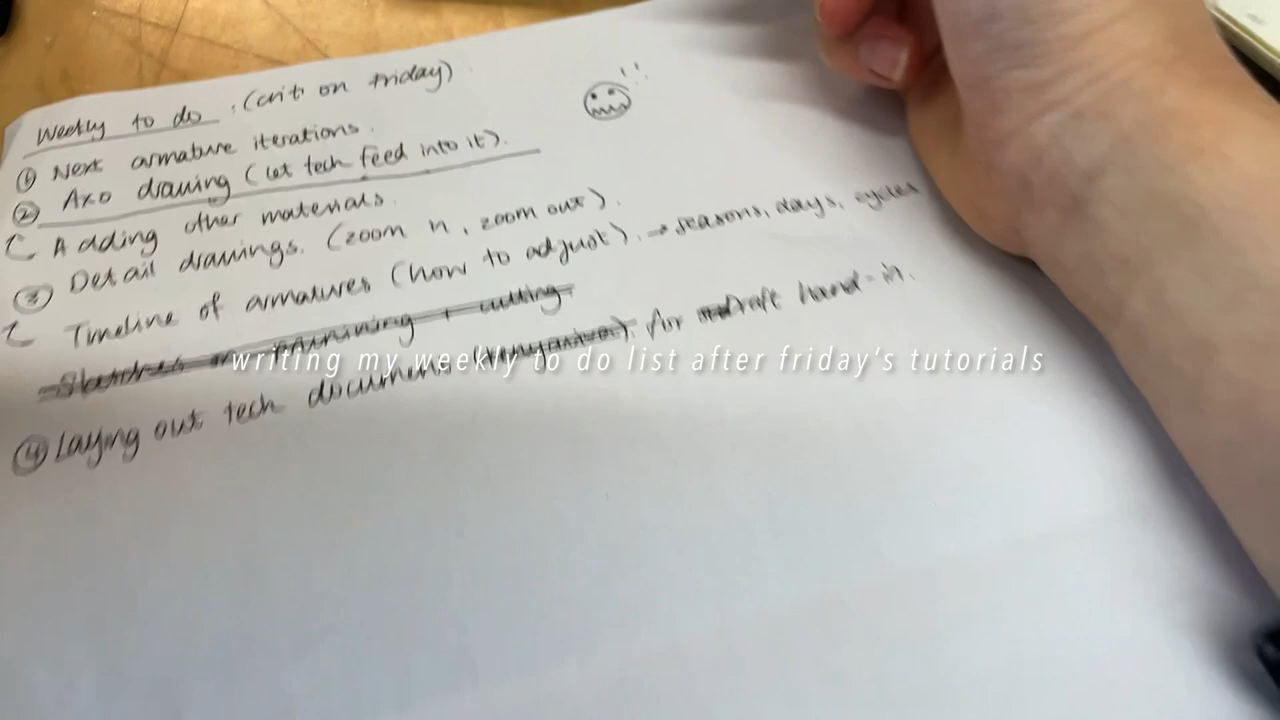 Weekly to do : (crit on friday)
① Next armature iterations.
② Axo drawing (let tech feed into it).
Adding other materials.
③ Detail drawings. (zoom in, zoom out).
Timeline of armatures (how to adjust). → seasons, days, cycles
+ cutting
④ Laying out tech document for Draft hand-in.
writing my weekly to do list after friday's tutorials